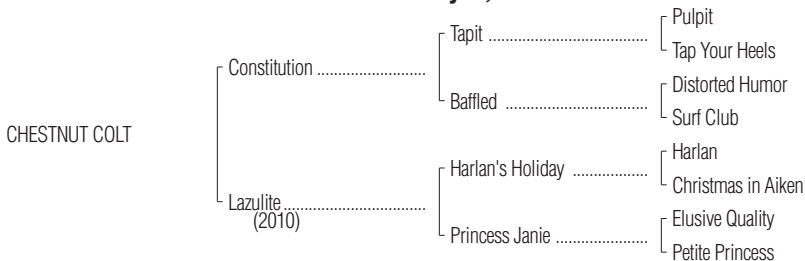 Pulpit
Tapit ................................................
Tap Your Heels
Constitution ..........................
Distorted Humor
Baffled ...........................................
Surf Club
CHESTNUT COLT
Harlan
Harlan's Holiday .......................
Christmas in Aiken
Lazulite..................................
(2010)
Elusive Quality
Princess Janie ............................
Petite Princess